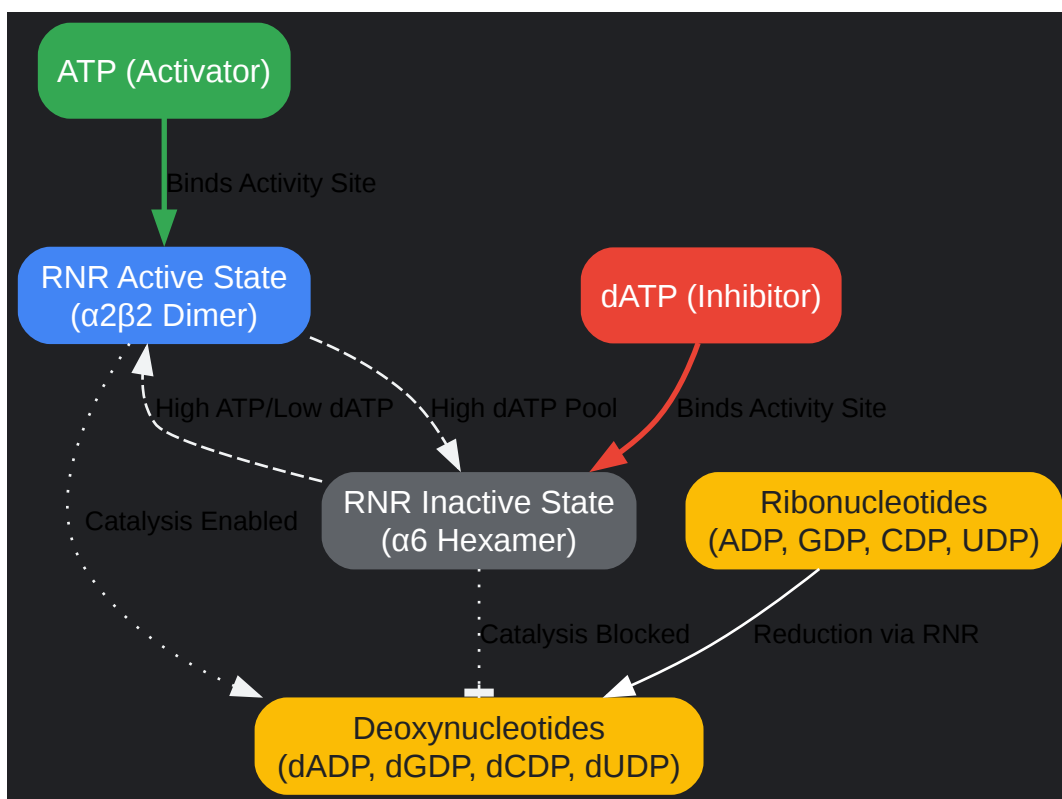 ATP (Activator)
Binds Activity Site
RNR Active State
(α2β2 Dimer)
dATP (Inhibitor)
High ATP/Low dATP
High dATP Pool
Binds Activity Site
RNR Inactive State
(α6 Hexamer)
Ribonucleotides
(ADP, GDP, CDP, UDP)
Catalysis Enabled
Catalysis Blocked
Reduction via RNR
Deoxynucleotides
(dADP, dGDP, dCDP, dUDP)